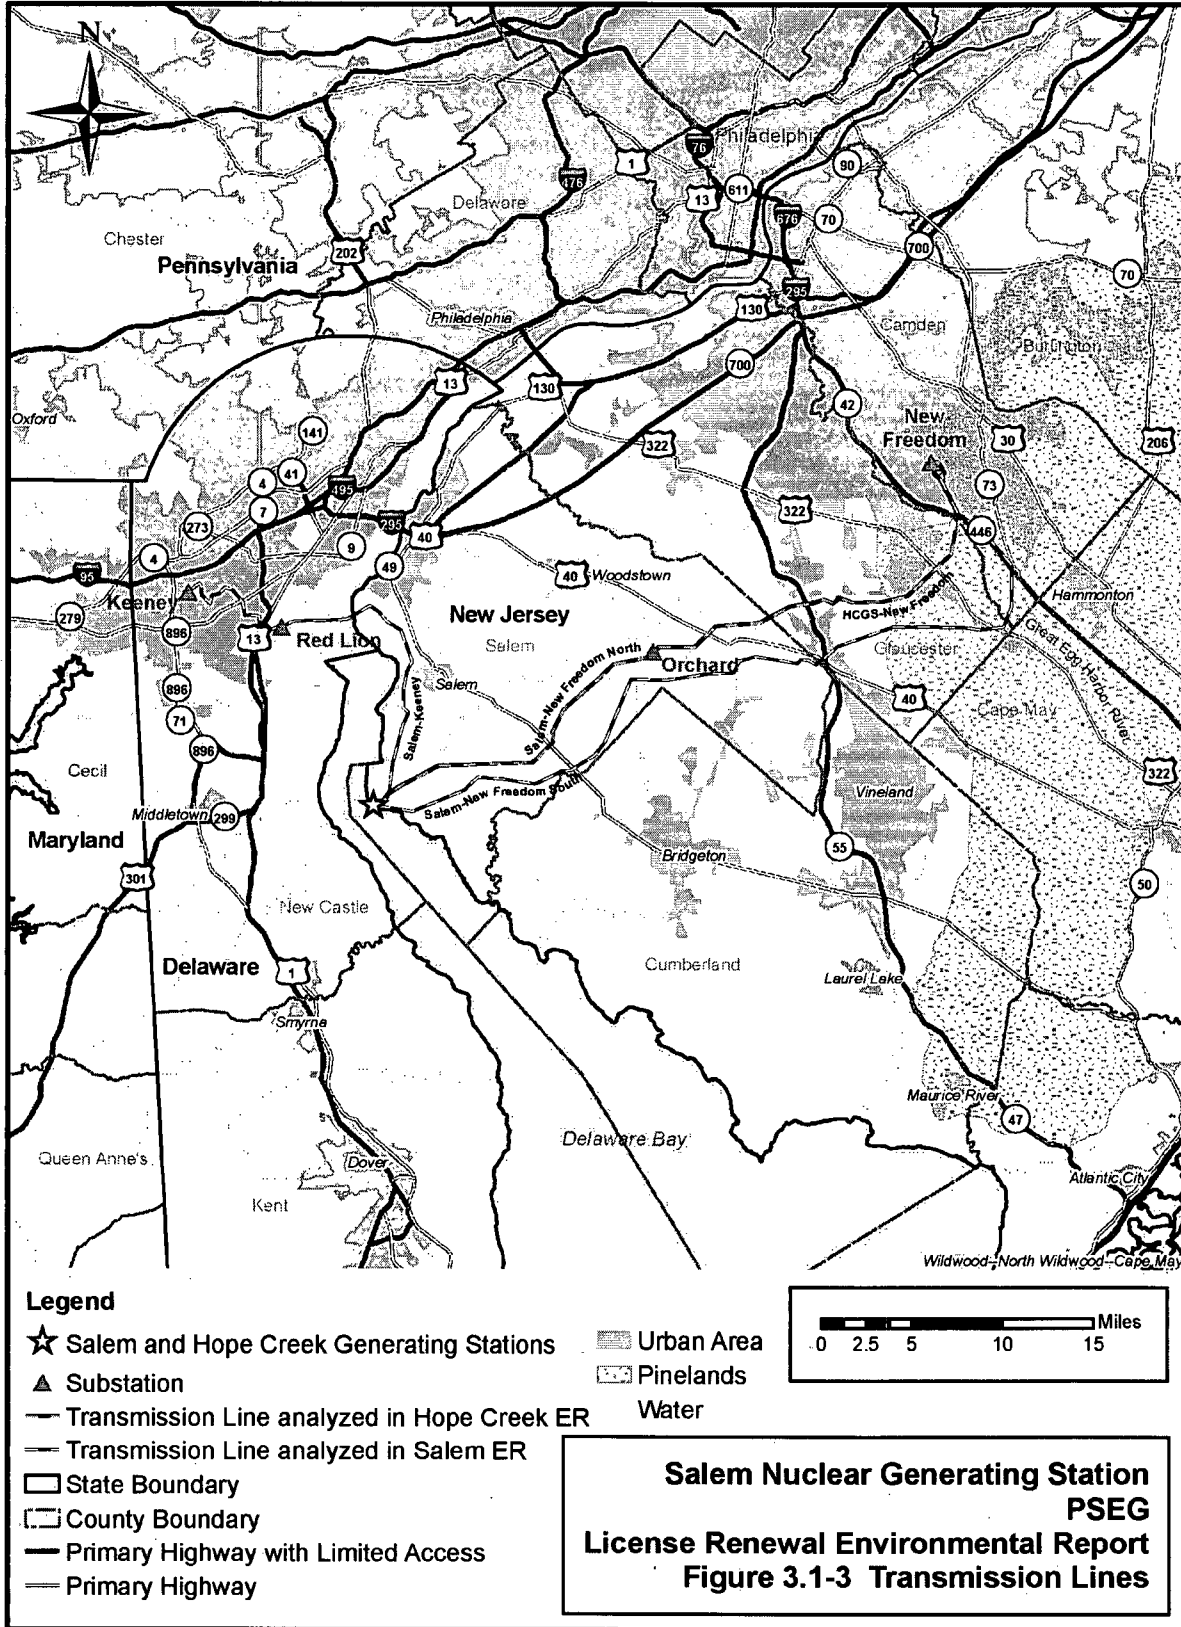 N
Philadelphia
76
1
90
476
611
13
Delaware
676
70
Chester
202
700
Pennsylvania
70
295
130
Philadelphia
Camden
Burlington
700
13
130
42
Oxford
New
Freedom
141
30
206
322
41
4
73
495
7
322
273
295
446
40
9
4
49
95
40
Woodstown
Keeney
Hammonton
HCGS-New Freedom
279
New Jersey
896
13
Red Lion
Salem
Gloucester
Great Egg Harbor River
Salem-New Freedom North
Orchard
896
Salem
Salem-Keeney
40
Cape May
71
896
Cecil
322
Salem-New Freedom South
Vineland
Middletown
299
Maryland
55
Bridgeton
301
50
New Castle
Delaware
Cumberland
1
Laurel Lake
Smyrna
Maurice River
47
Delaware Bay
Queen Anne's
Dover
Atlantic City
Kent
Wildwood--North Wildwood--Cape May
Legend
Salem and Hope Creek Generating Stations
Substation
Transmission Line analyzed in Hope Creek ER
Transmission Line analyzed in Salem ER
State Boundary
County Boundary
Primary Highway with Limited Access
Primary Highway
Urban Area
Pinelands
Water
Miles
0 2.5 5 10 15
Salem Nuclear Generating Station
PSEG
License Renewal Environmental Report
Figure 3.1-3 Transmission Lines